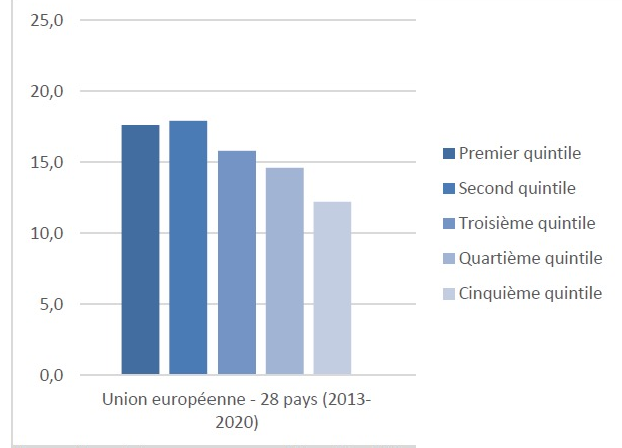 25,0
20,0
15,0
10,0
5,0
0,0
Union européenne - 28 pays (2013-
2020)
Premier quintile
Second quintile
Troisième quintile
Quartième quintile
Cinquième quintile